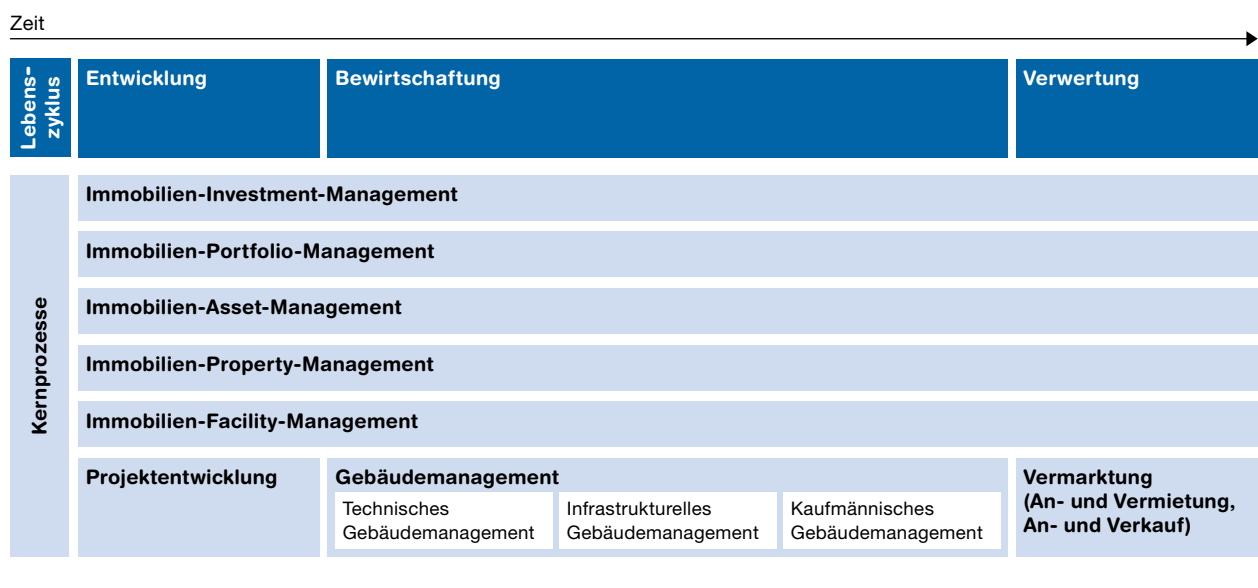 Zeit
Lebens-
zyklus
Entwicklung
Bewirtschaftung
Verwertung
Kernprozesse
Immobilien-Investment-Management
Immobilien-Portfolio-Management
Immobilien-Asset-Management
Immobilien-Property-Management
Immobilien-Facility-Management
Projektentwicklung
Gebäudemanagement
Technisches
Gebäudemanagement
Infrastrukturelles
Gebäudemanagement
Kaufmännisches
Gebäudemanagement
Vermarktung
(An- und Vermietung,
An- und Verkauf)